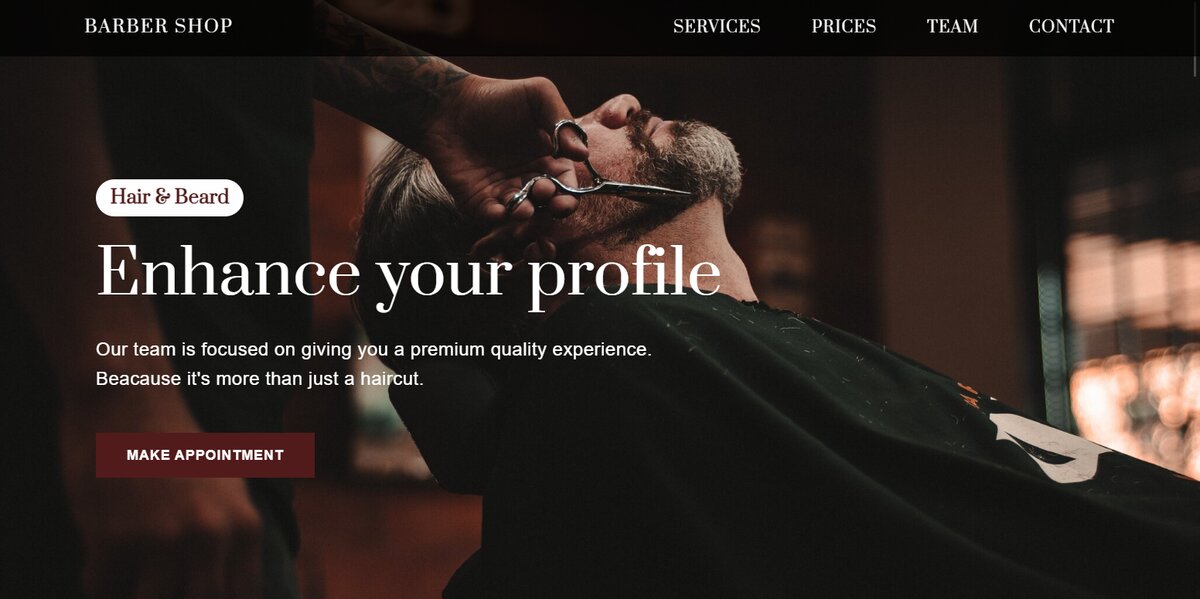 BARBER SHOP
SERVICES PRICES TEAM CONTACT
Hair & Beard
Enhance your profile
Our team is focused on giving you a premium quality experience.
Beacause it's more than just a haircut.
MAKE APPOINTMENT